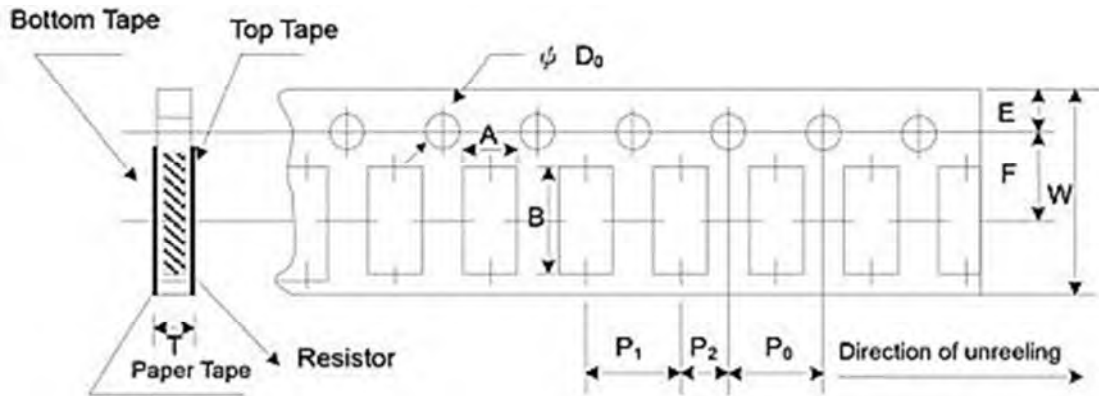 Bottom Tape
Top Tape
ψ D₀
A
E
F
W
B
T
Paper Tape
Resistor
P₁
P₂
P₀
Direction of unreeling